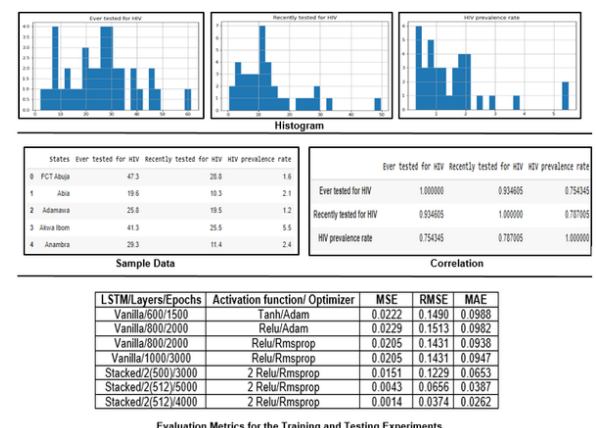 Ever tested for HIV
Recently tested for HIV
HIV prevalence rate
Histogram
States Ever tested for HIV Recently tested for HIV HIV prevalence rate
0 FCT Abuja 47.3 28.8 1.6
1 Abia 19.6 10.3 2.1
2 Adamawa 25.8 19.5 1.2
3 Akwa Ibom 41.3 25.5 5.5
4 Anambra 29.3 11.4 2.4
Sample Data
Ever tested for HIV Recently tested for HIV HIV prevalence rate
Ever tested for HIV 1.000000 0.934605 0.754345
Recently tested for HIV 0.934605 1.000000 0.787005
HIV prevalence rate 0.754345 0.787005 1.000000
Correlation
LSTM/Layers/Epochs Activation function/ Optimizer MSE RMSE MAE
Vanilla/600/1500 Tanh/Adam 0.0222 0.1490 0.0988
Vanilla/800/2000 Relu/Adam 0.0229 0.1513 0.0982
Vanilla/800/2000 Relu/Rmsprop 0.0205 0.1431 0.0938
Vanilla/1000/3000 Relu/Rmsprop 0.0205 0.1431 0.0947
Stacked/2(500)/3000 2 Relu/Rmsprop 0.0151 0.1229 0.0653
Stacked/2(512)/5000 2 Relu/Rmsprop 0.0043 0.0656 0.0387
Stacked/2(512)/4000 2 Relu/Rmsprop 0.0014 0.0374 0.0262
Evaluation Metrics for the Training and Testing Experiments